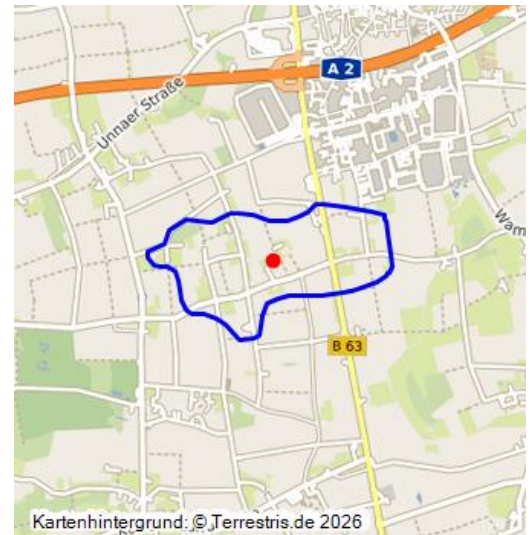 A 2
Unnaer Straße
Wam
B 63
Kartenhintergrund: © Terrestris.de 2026